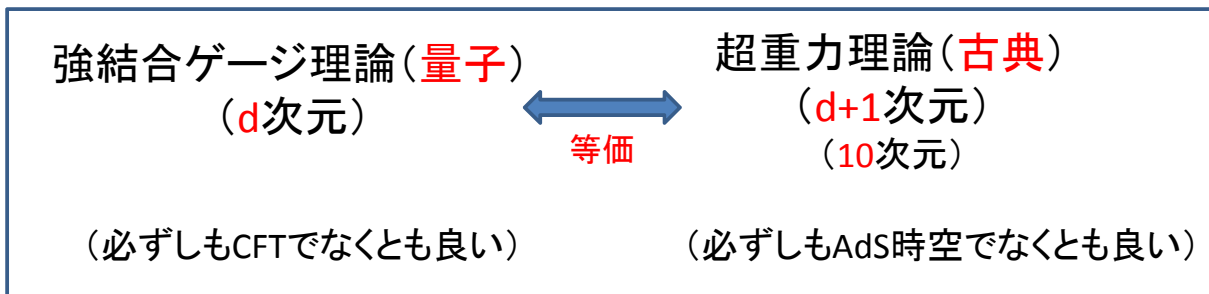 強結合ゲージ理論(量子)
(d次元)
等価
超重力理論(古典)
(d+1次元)
(10次元)
(必ずしもCFTでなくとも良い)
(必ずしもAdS時空でなくとも良い)